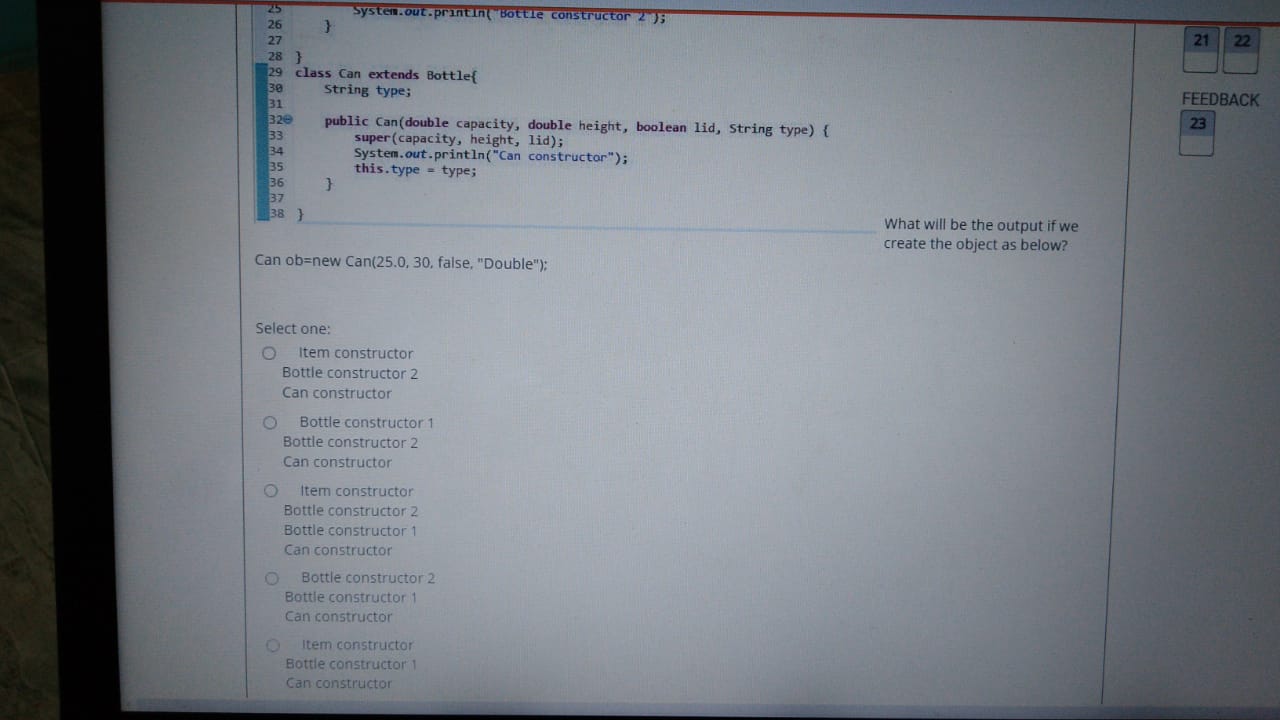 25 System.out.println("Bottle constructor 2");
26 }
27
28 }
29 class Can extends Bottle{
30 String type;
31
32 public Can(double capacity, double height, boolean lid, String type) {
33 super(capacity, height, lid);
34 System.out.println("Can constructor");
35 this.type = type;
36 }
37
38 }
What will be the output if we
create the object as below?
Can ob=new Can(25.0, 30, false, "Double");
Select one:
Item constructor
Bottle constructor 2
Can constructor
Bottle constructor 1
Bottle constructor 2
Can constructor
Item constructor
Bottle constructor 2
Bottle constructor 1
Can constructor
Bottle constructor 2
Bottle constructor 1
Can constructor
Item constructor
Bottle constructor 1
Can constructor
21 22
FEEDBACK
23